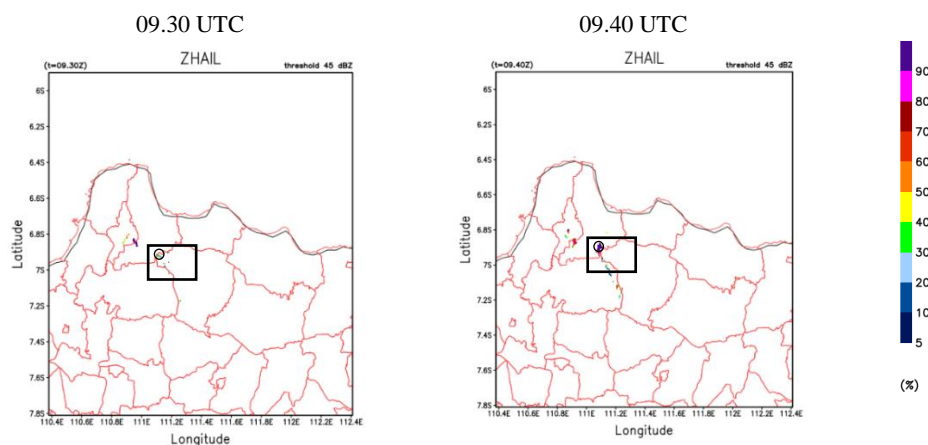 09.30 UTC
09.40 UTC
ZHAIL
(t=09.30Z)
threshold 45 dBZ
6S
6.2S
6.4S
6.6S
6.8S
7S
7.2S
7.4S
7.6S
7.8S
Latitude
110.4E 110.6E 110.8E 111E 111.2E 111.4E 111.6E 111.8E 112E 112.2E 112.4E
Longitude
ZHAIL
(t=09.40Z)
threshold 45 dBZ
6S
6.2S
6.4S
6.6S
6.8S
7S
7.2S
7.4S
7.6S
7.8S
Latitude
110.4E 110.6E 110.8E 111E 111.2E 111.4E 111.6E 111.8E 112E 112.2E 112.4E
Longitude
90
80
70
60
50
40
30
20
10
5
(%)